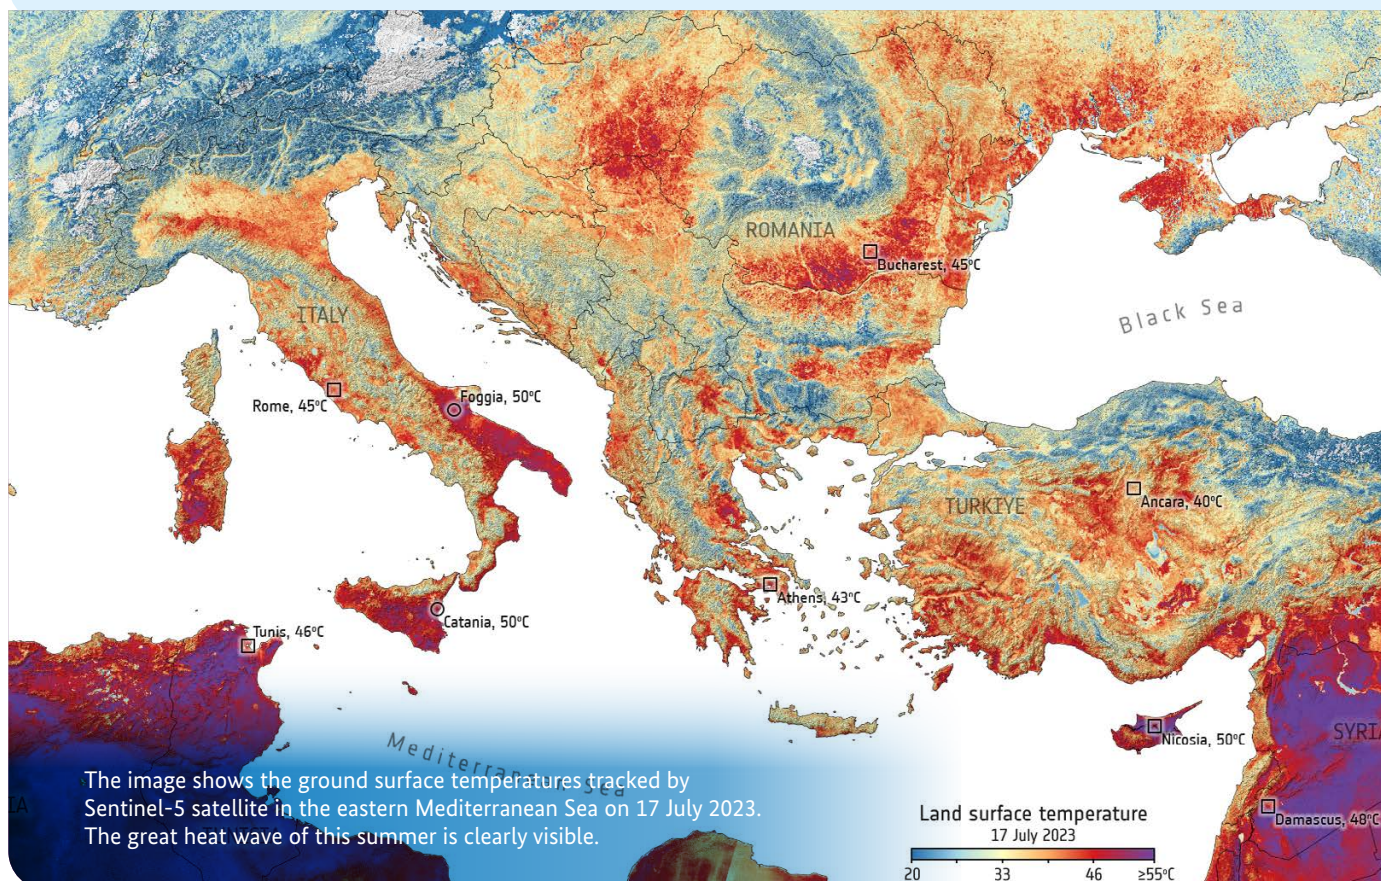 ROMANIA
Bucharest, 45°C
Black Sea
ITALY
Rome, 45°C
Foggia, 50°C
TURKIYE
Ancara, 40°C
Athens, 43°C
Catania, 50°C
Tunis, 46°C
Nicosia, 50°C
SYRIA
Damascus, 48°C
Mediterranean Sea
TUNISIA
The image shows the ground surface temperatures tracked by
Sentinel-5 satellite in the eastern Mediterranean Sea on 17 July 2023.
The great heat wave of this summer is clearly visible.
Land surface temperature
17 July 2023
20 33 46 ≥55°C